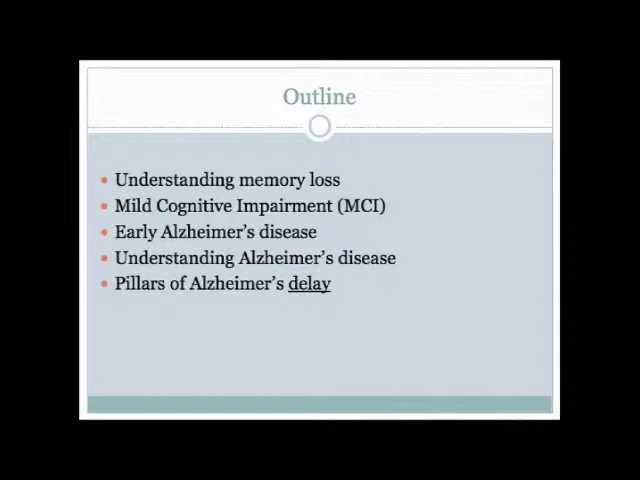 Outline
Understanding memory loss
Mild Cognitive Impairment (MCI)
Early Alzheimer’s disease
Understanding Alzheimer’s disease
Pillars of Alzheimer’s delay